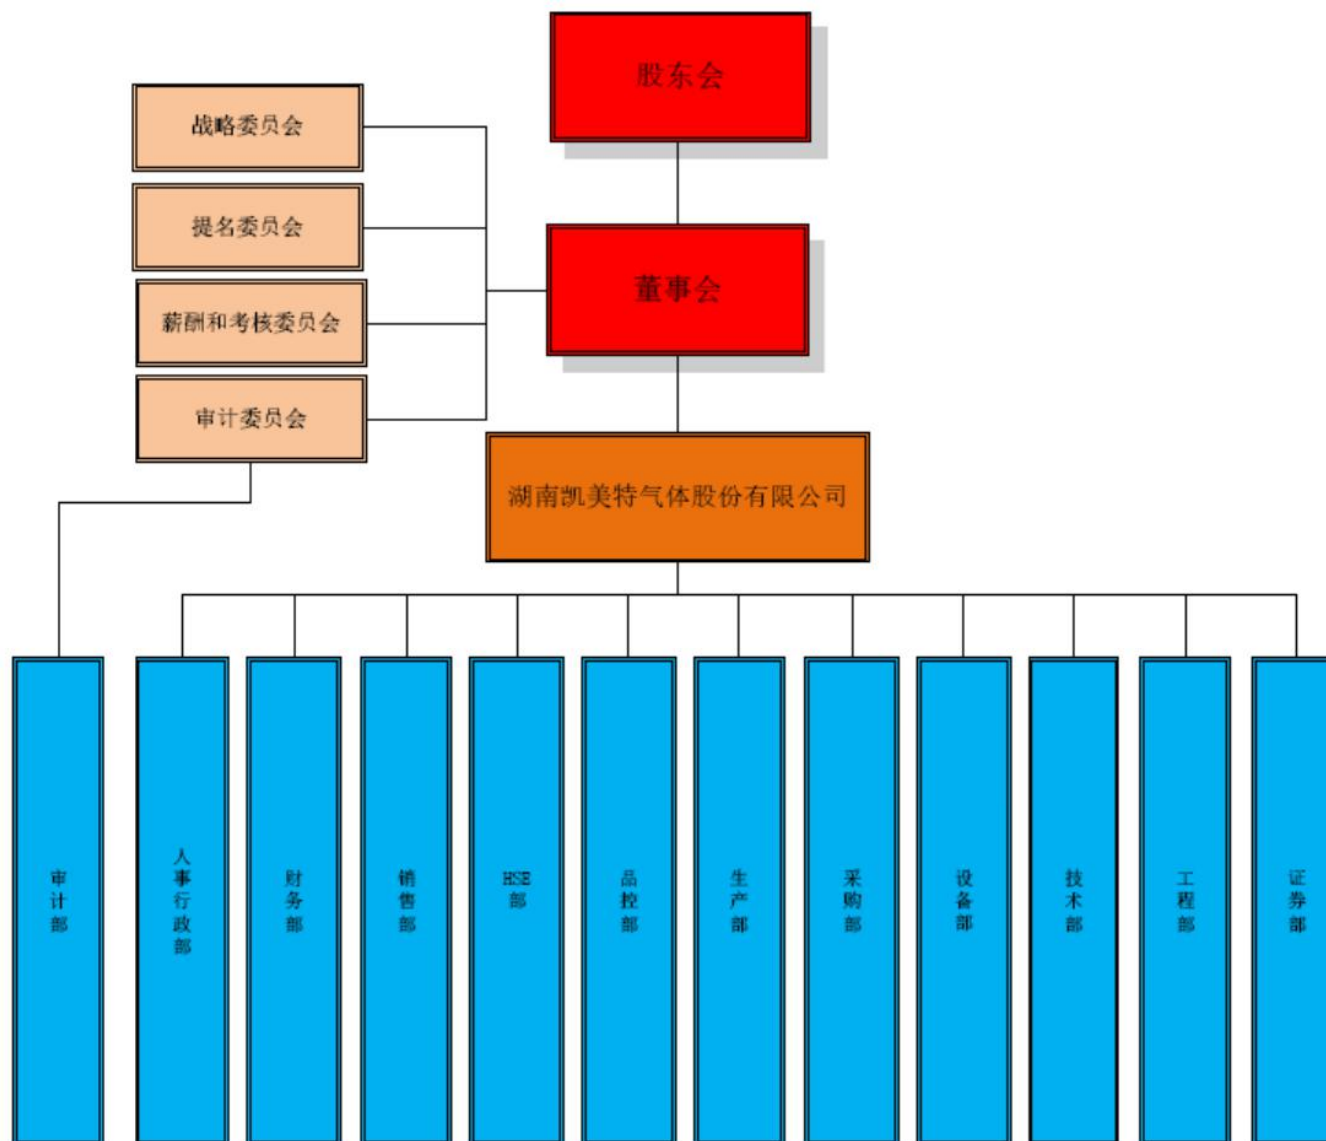 股东会
战略委员会
提名委员会
董事会
薪酬和考核委员会
审计委员会
湖南凯美特气体股份有限公司
审计部
人事行政部
财务部
销售部
HSE部
品控部
生产部
采购部
设备部
技术部
工程部
证券部